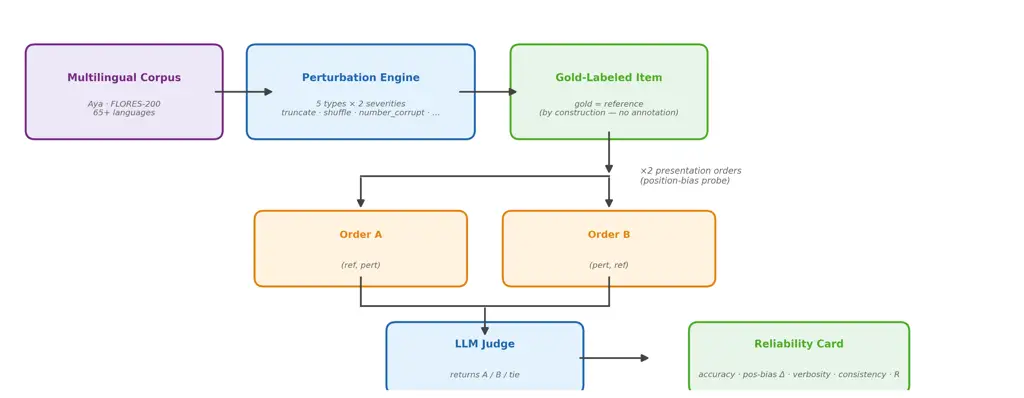 Multilingual Corpus
Aya · FLORES-200
65+ languages
Perturbation Engine
5 types × 2 severities
truncate · shuffle · number_corrupt · ...
Gold-Labeled Item
gold = reference
(by construction — no annotation)
×2 presentation orders
(position-bias probe)
Order A
(ref, pert)
Order B
(pert, ref)
LLM Judge
returns A / B / tie
Reliability Card
accuracy · pos-bias Δ · verbosity · consistency · R